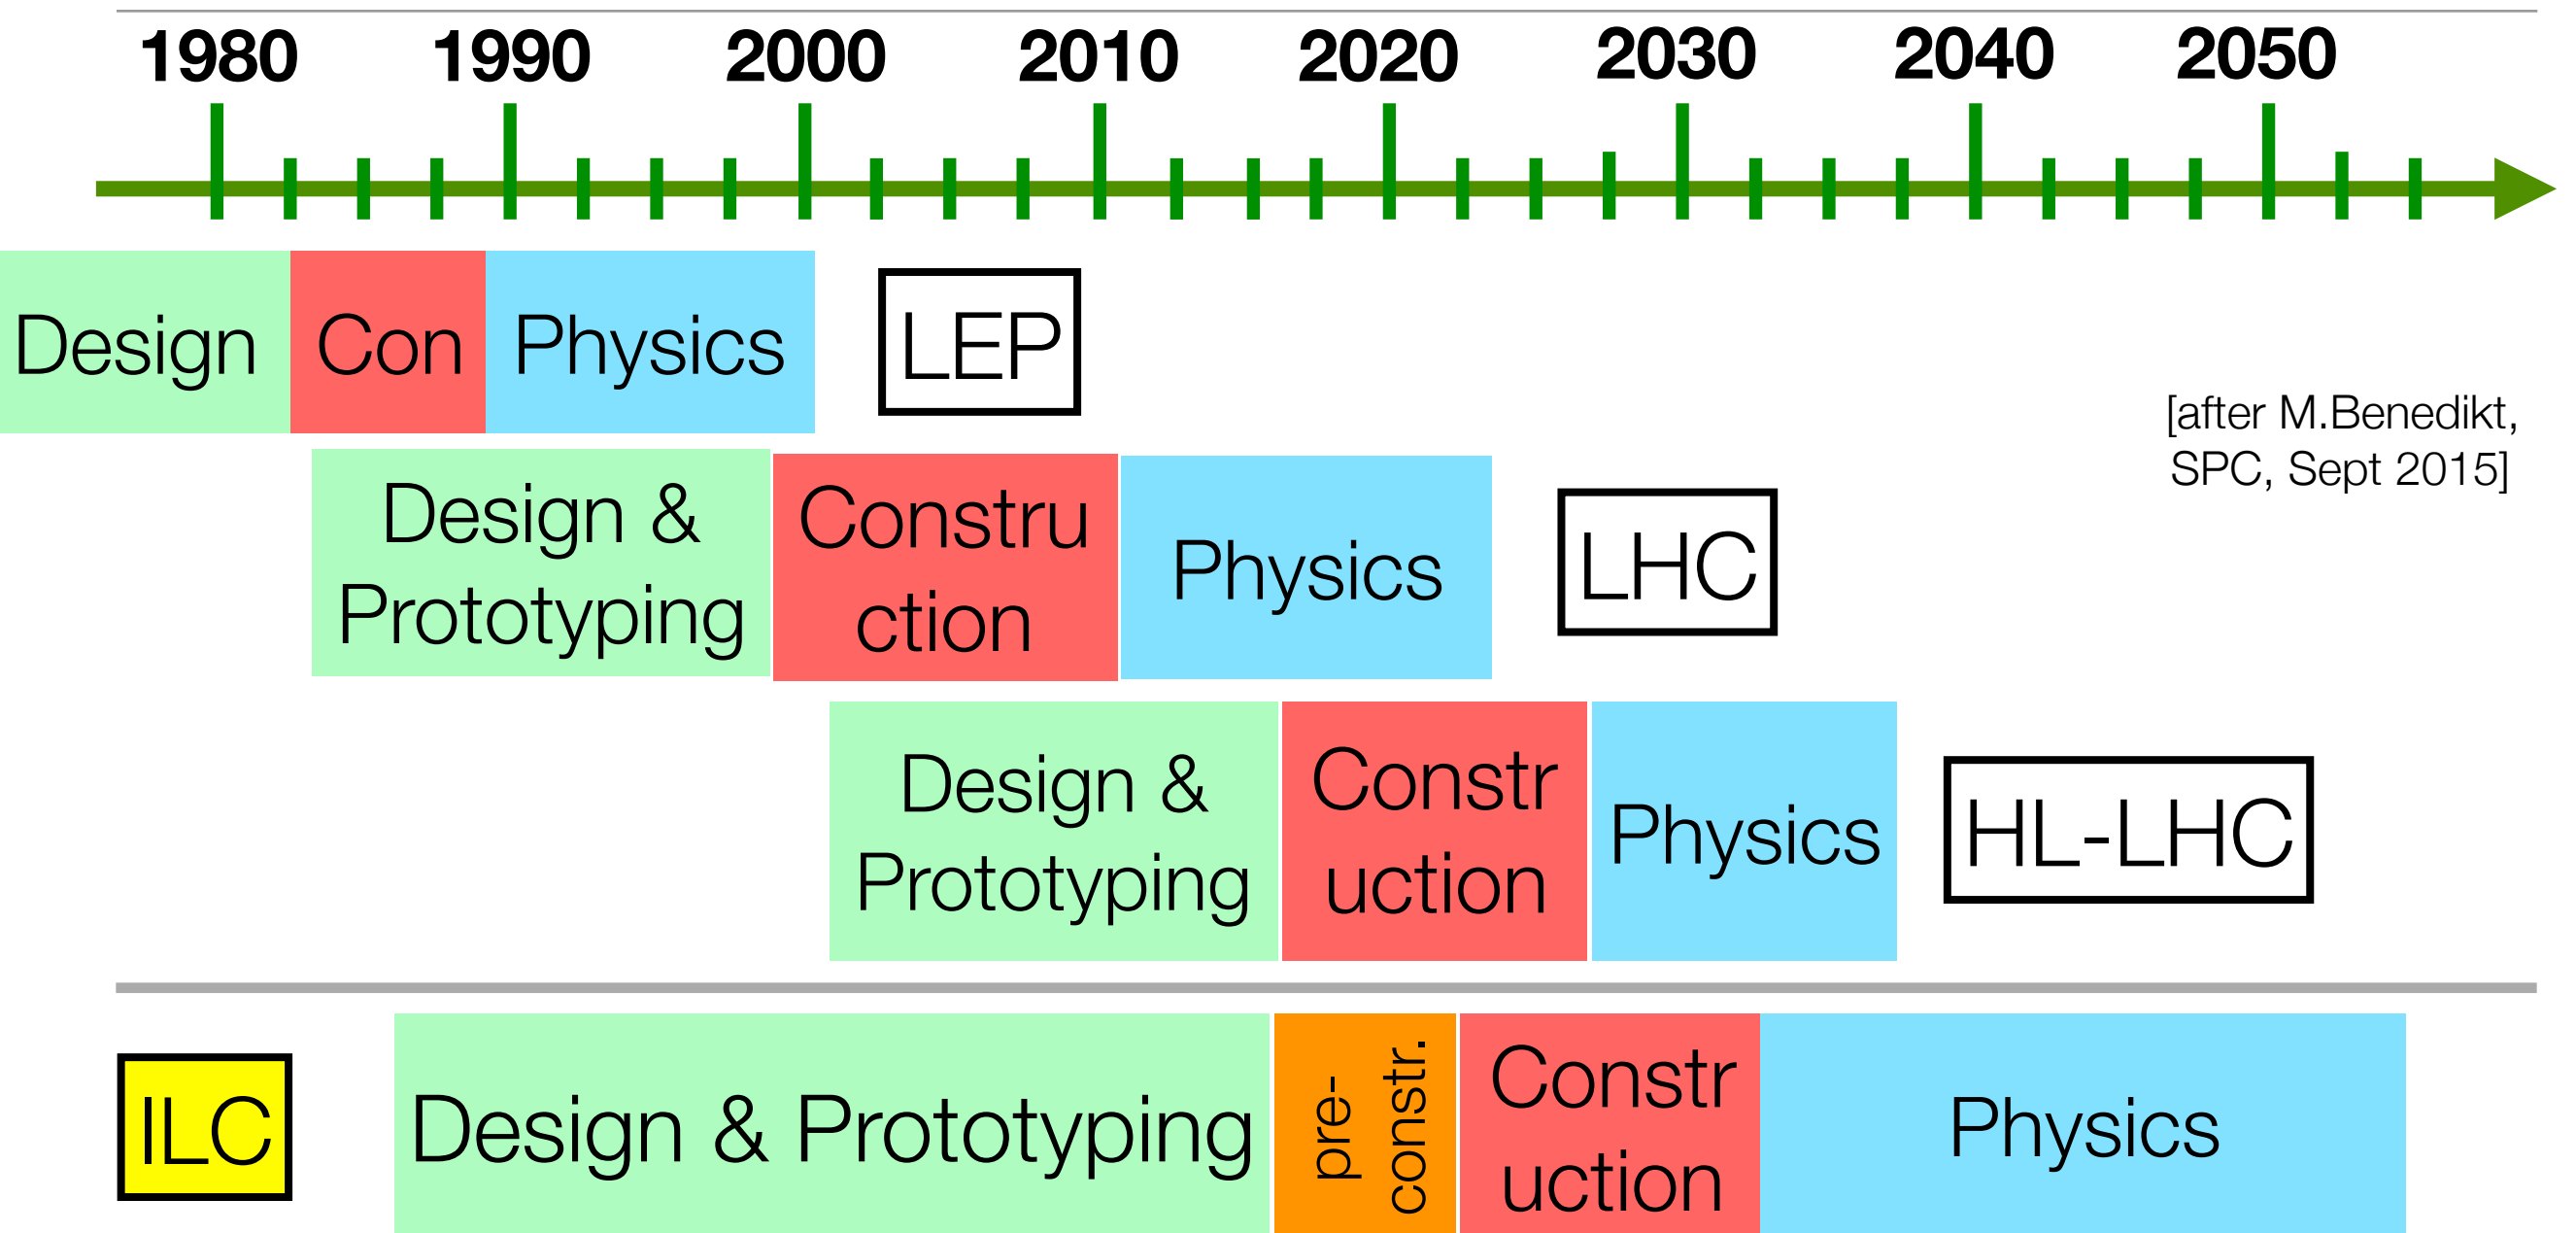 1980 1990 2000 2010 2020 2030 2040 2050
Design Con Physics LEP
[after M.Benedikt,
SPC, Sept 2015]
Design &
Prototyping
Constru
ction
Physics
LHC
Design &
Prototyping
Constr
uction
Physics
HL-LHC
ILC
Design & Prototyping
pre-
constr.
Constr
uction
Physics